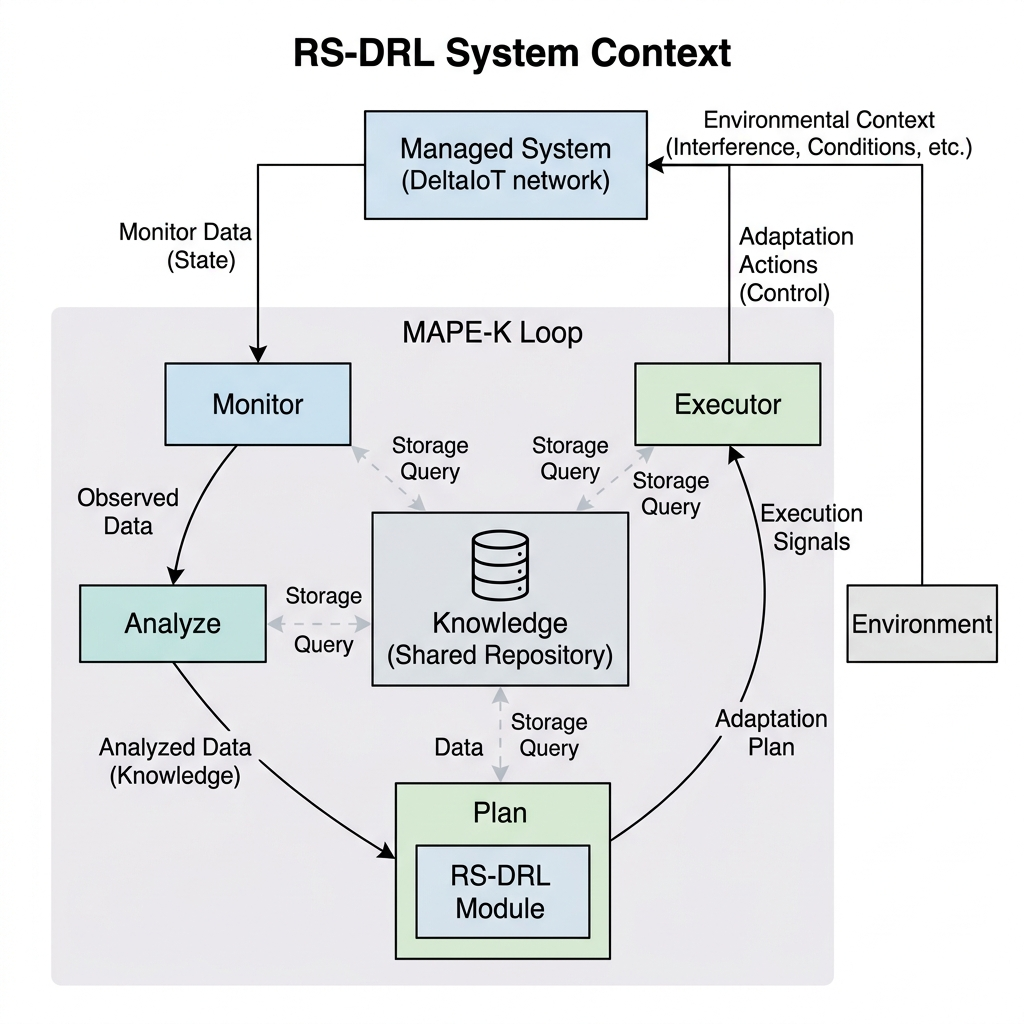 RS-DRL System Context
Managed System
(DeltaIoT network)
Environmental Context
(Interference, Conditions, etc.)
Monitor Data
(State)
Adaptation
Actions
(Control)
MAPE-K Loop
Monitor
Executor
Storage
Query
Storage
Query
Storage
Query
Observed
Data
Execution
Signals
Analyze
Storage
Query
Knowledge
(Shared Repository)
Environment
Analyzed Data
(Knowledge)
Data
Storage
Query
Adaptation
Plan
Plan
RS-DRL
Module